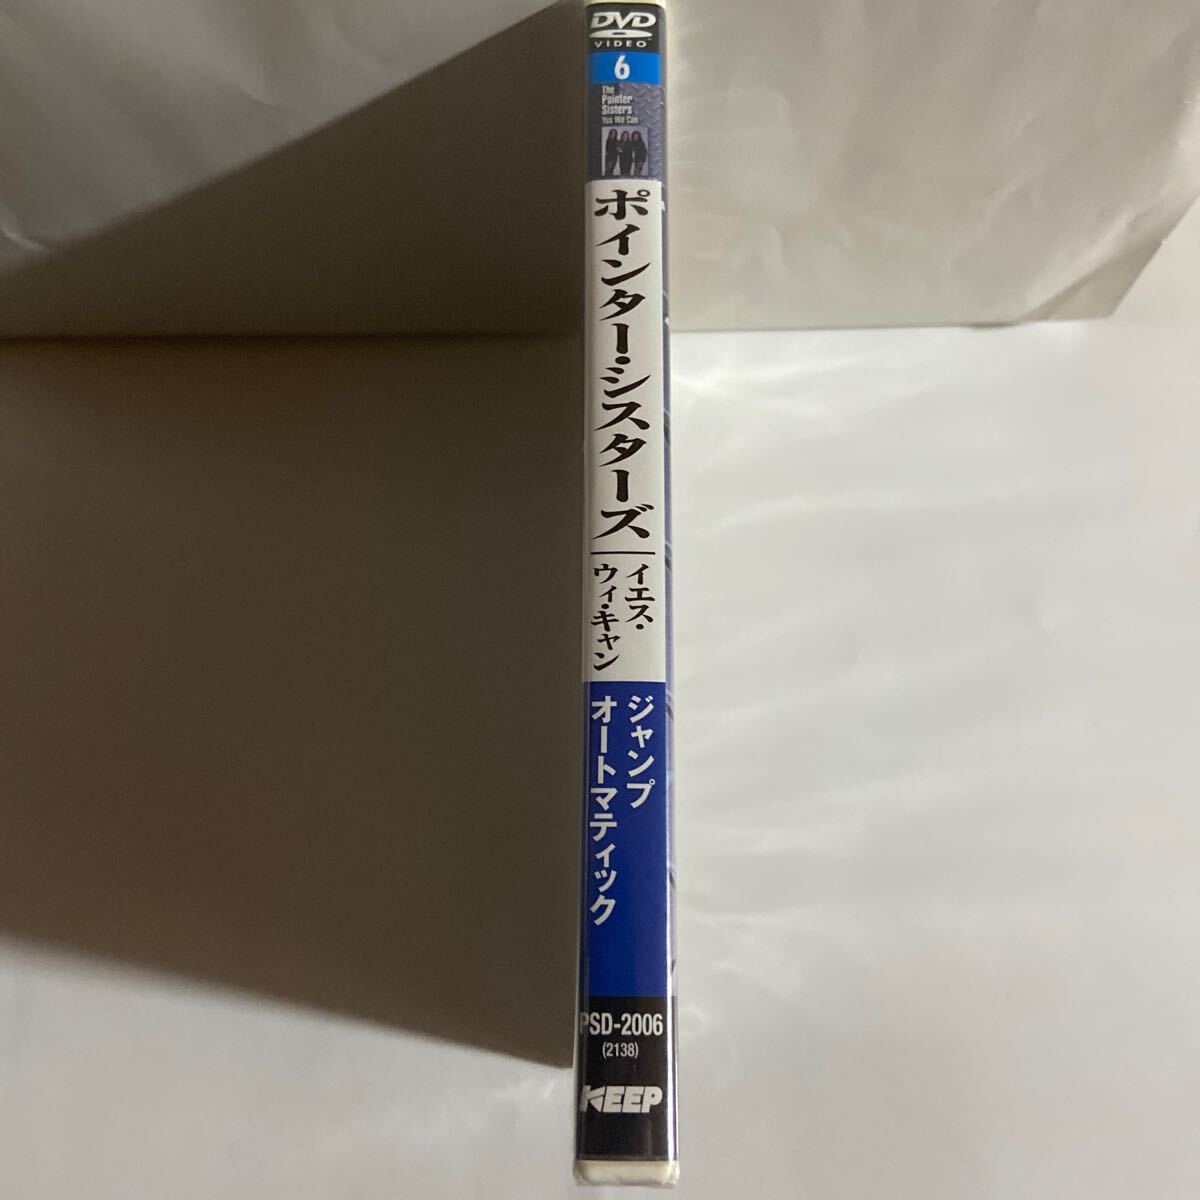 DVD
VIDEO
6
The
Pointer
Sisters
Yes We Can
ポインター・シスターズ
イエス・
ウィ・キャン
ジャンプ
オートマティック
PSD-2006
(2138)
KEEP